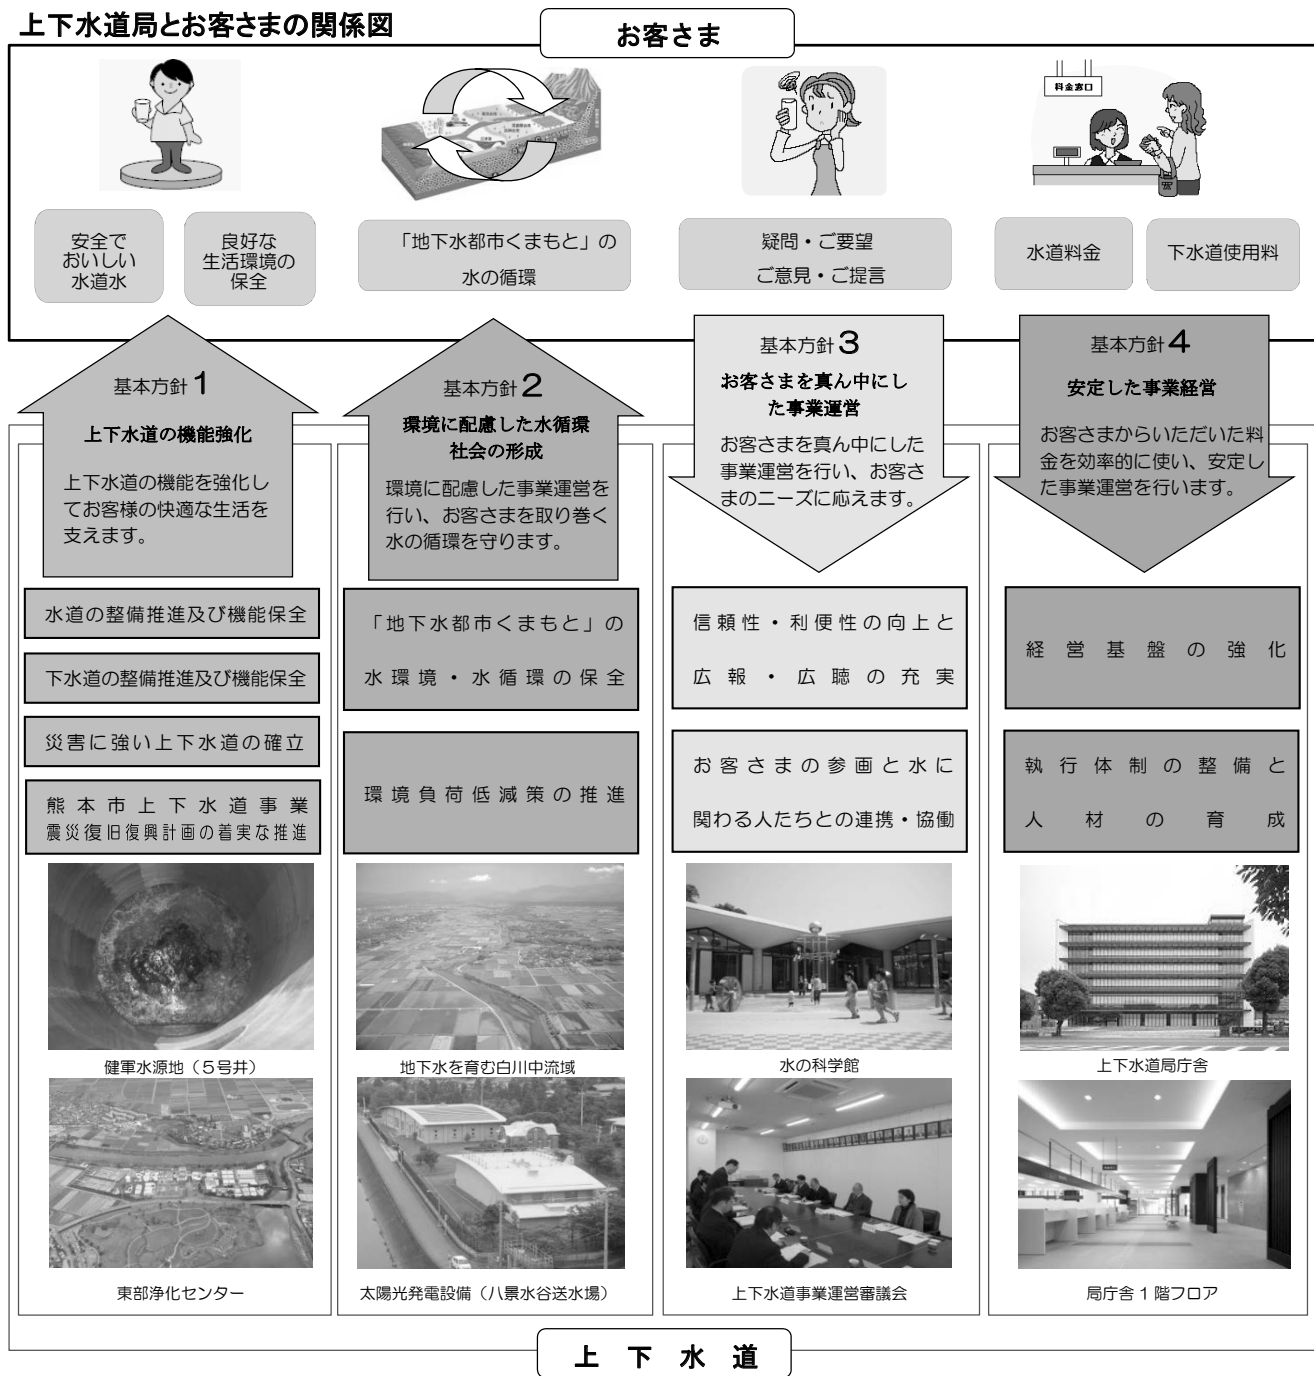 上下水道局とお客さまの関係図
お客さま
料金窓口
安全で
おいしい
水道水
良好な
生活環境の
保全
「地下水都市くまもと」の
水の循環
疑問・ご要望
ご意見・ご提言
水道料金
下水道使用料
基本方針1
上下水道の機能強化
上下水道の機能を強化し
てお客様の快適な生活を
支えます。
基本方針2
環境に配慮した水循環
社会の形成
環境に配慮した事業運営を
行い、お客さまを取り巻く
水の循環を守ります。
基本方針3
お客さまを真ん中にし
た事業運営
お客さまを真ん中にした
事業運営を行い、お客さ
まのニーズに応えます。
基本方針4
安定した事業経営
お客さまからいただいた料
金を効率的に使い、安定し
た事業運営を行います。
水道の整備推進及び機能保全
下水道の整備推進及び機能保全
災害に強い上下水道の確立
熊本市上下水道事業
震災復旧復興計画の着実な推進
「地下水都市くまもと」の
水環境・水循環の保全
環境負荷低減策の推進
信頼性・利便性の向上と
広報・広聴の充実
お客さまの参画と水に
関わる人たちとの連携・協働
経営基盤の強化
執行体制の整備と
人材の育成
健軍水源地（5号井）
地下水を育む白川中流域
水の科学館
上下水道局庁舎
東部浄化センター
太陽光発電設備（八景水谷送水場）
上下水道事業運営審議会
局庁舎1階フロア
上下水道